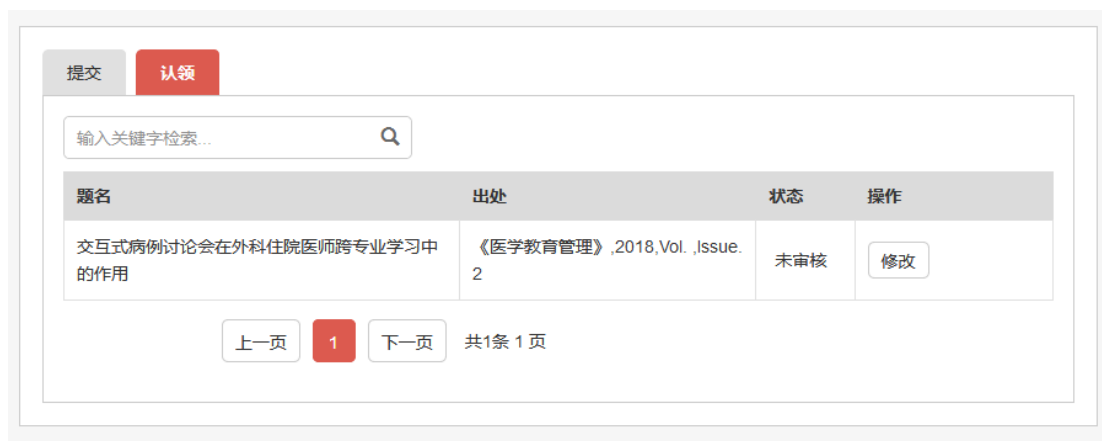 提交 认领
输入关键字检索...
题名 出处 状态 操作
交互式病例讨论会在外科住院医师跨专业学习中 《医学教育管理》,2018,Vol. ,Issue. 未审核 修改
的作用 2
上一页 1 下一页 共1条 1 页